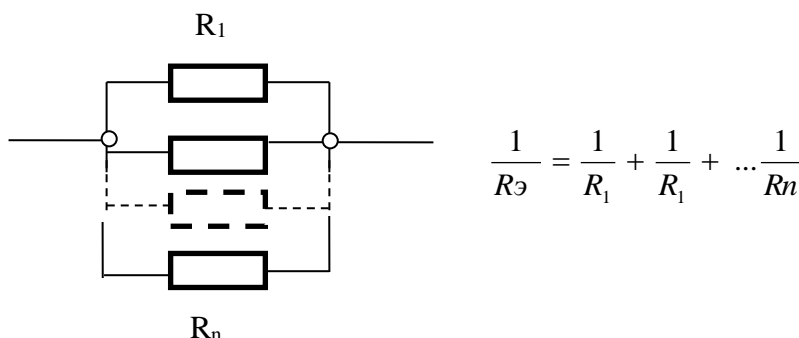 R₁
1/Rэ = 1/R₁ + 1/R₁ + ...1/Rn
Rₙ